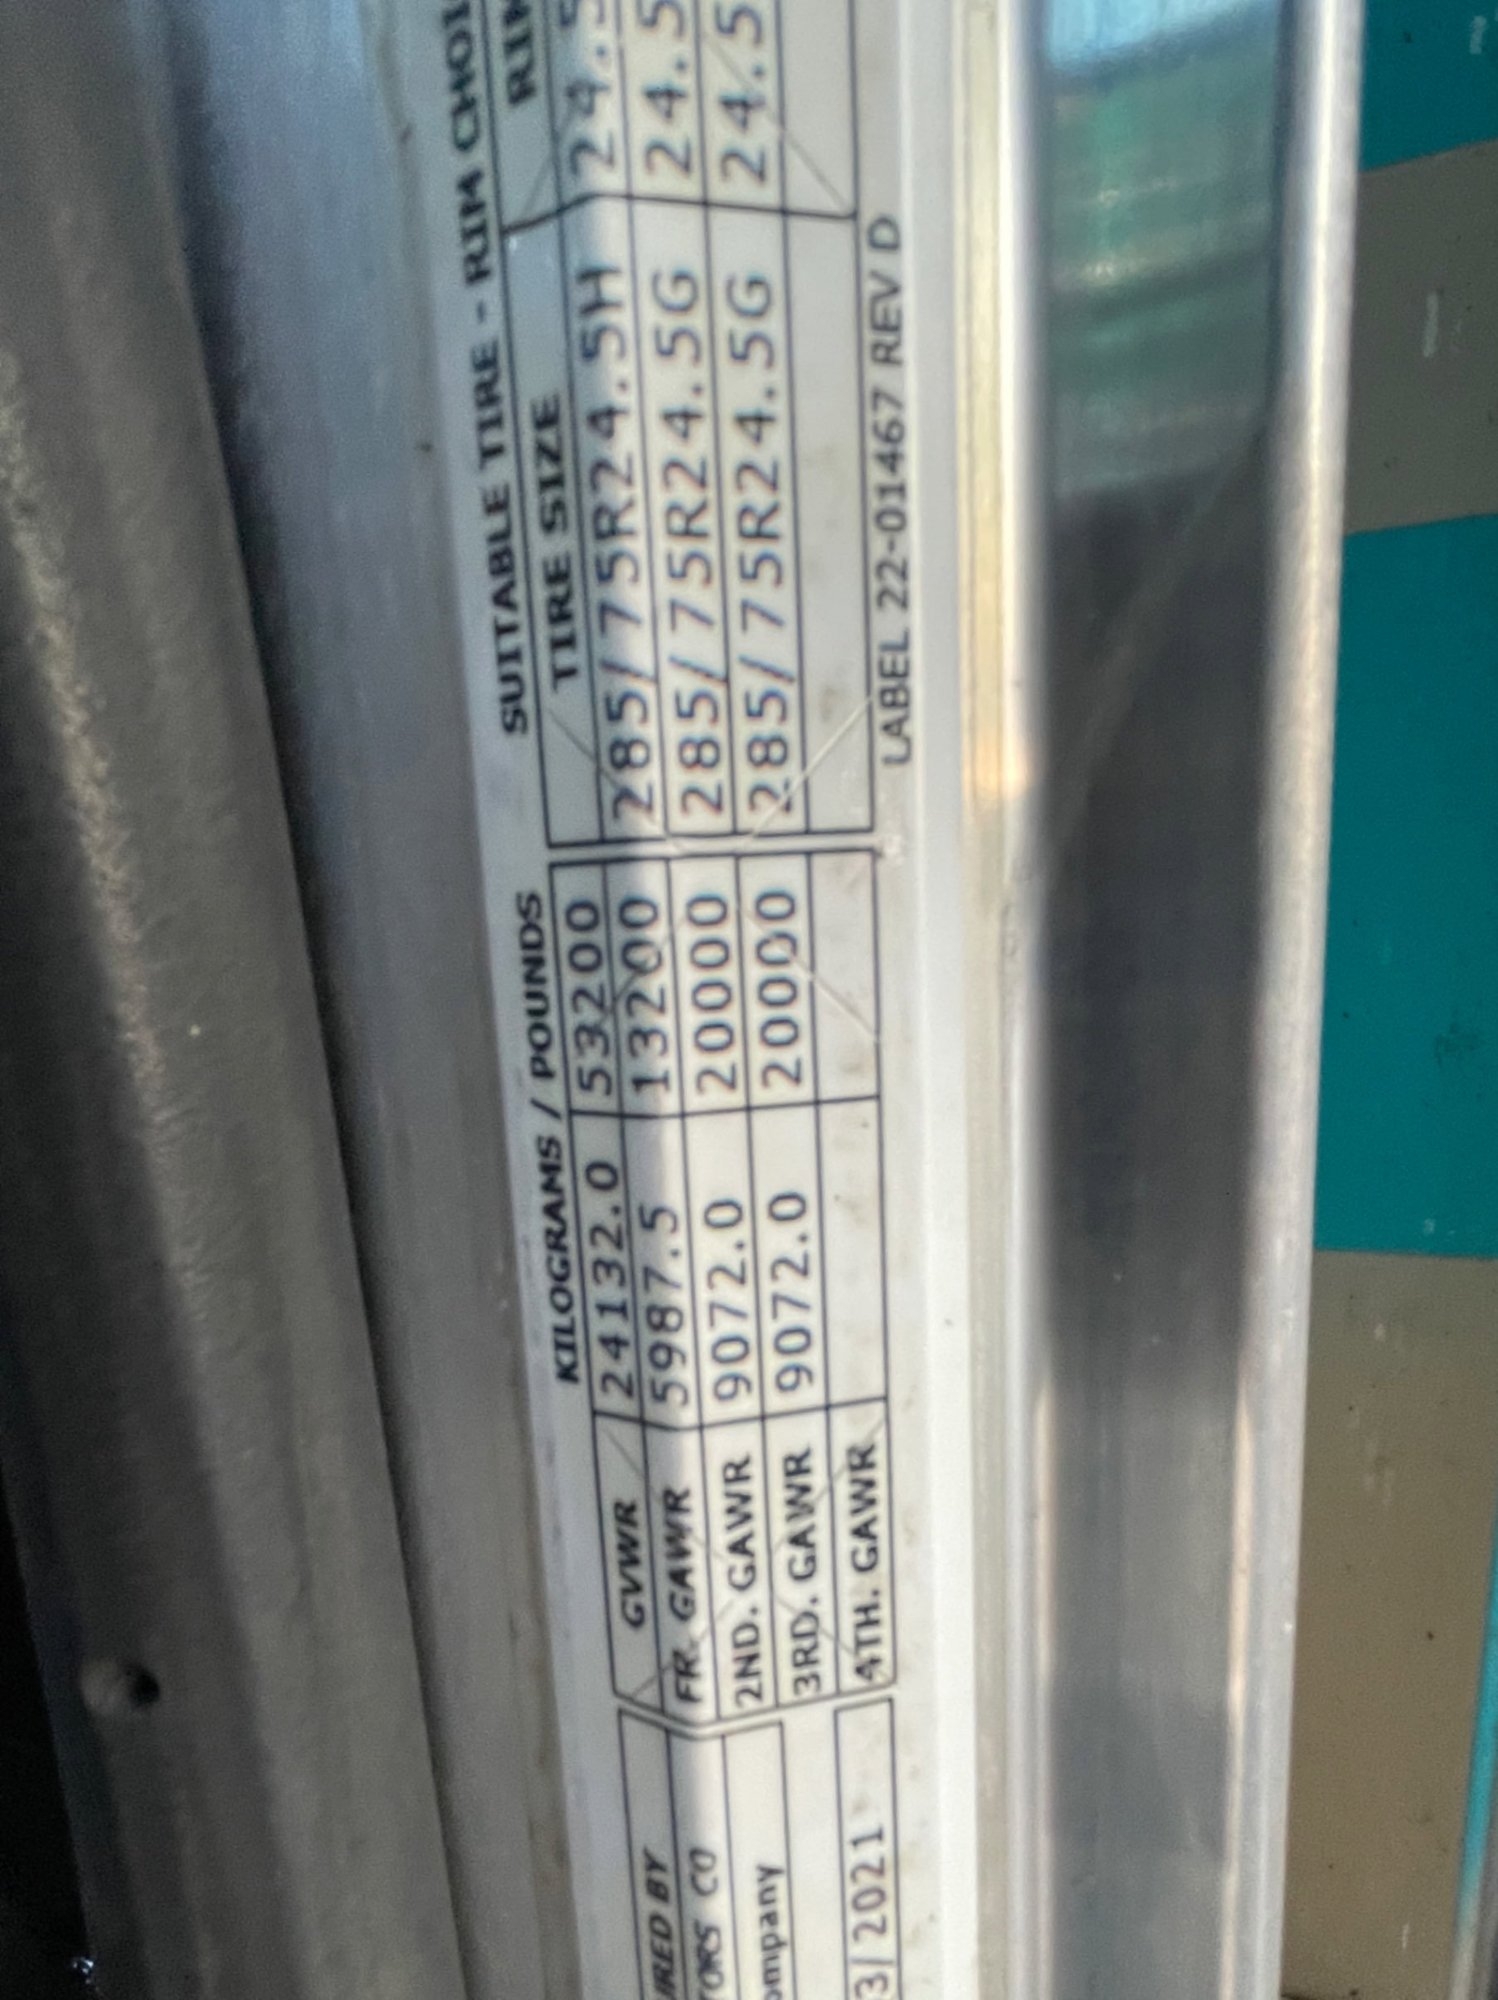 KILOGRAMS / POUNDS
GVWR 24132.0 53200
FR. GAWR 5987.5 13200
2ND. GAWR 9072.0 20000
3RD. GAWR 9072.0 20000
4TH. GAWR
SUITABLE TIRE - RIM CHOI
TIRE SIZE RIM
285/75R24.5H 24.5
285/75R24.5G 24.5
285/75R24.5G 24.5
LABEL 22-01467 REV D
URED BY
TORS CO
ompany
3/2021